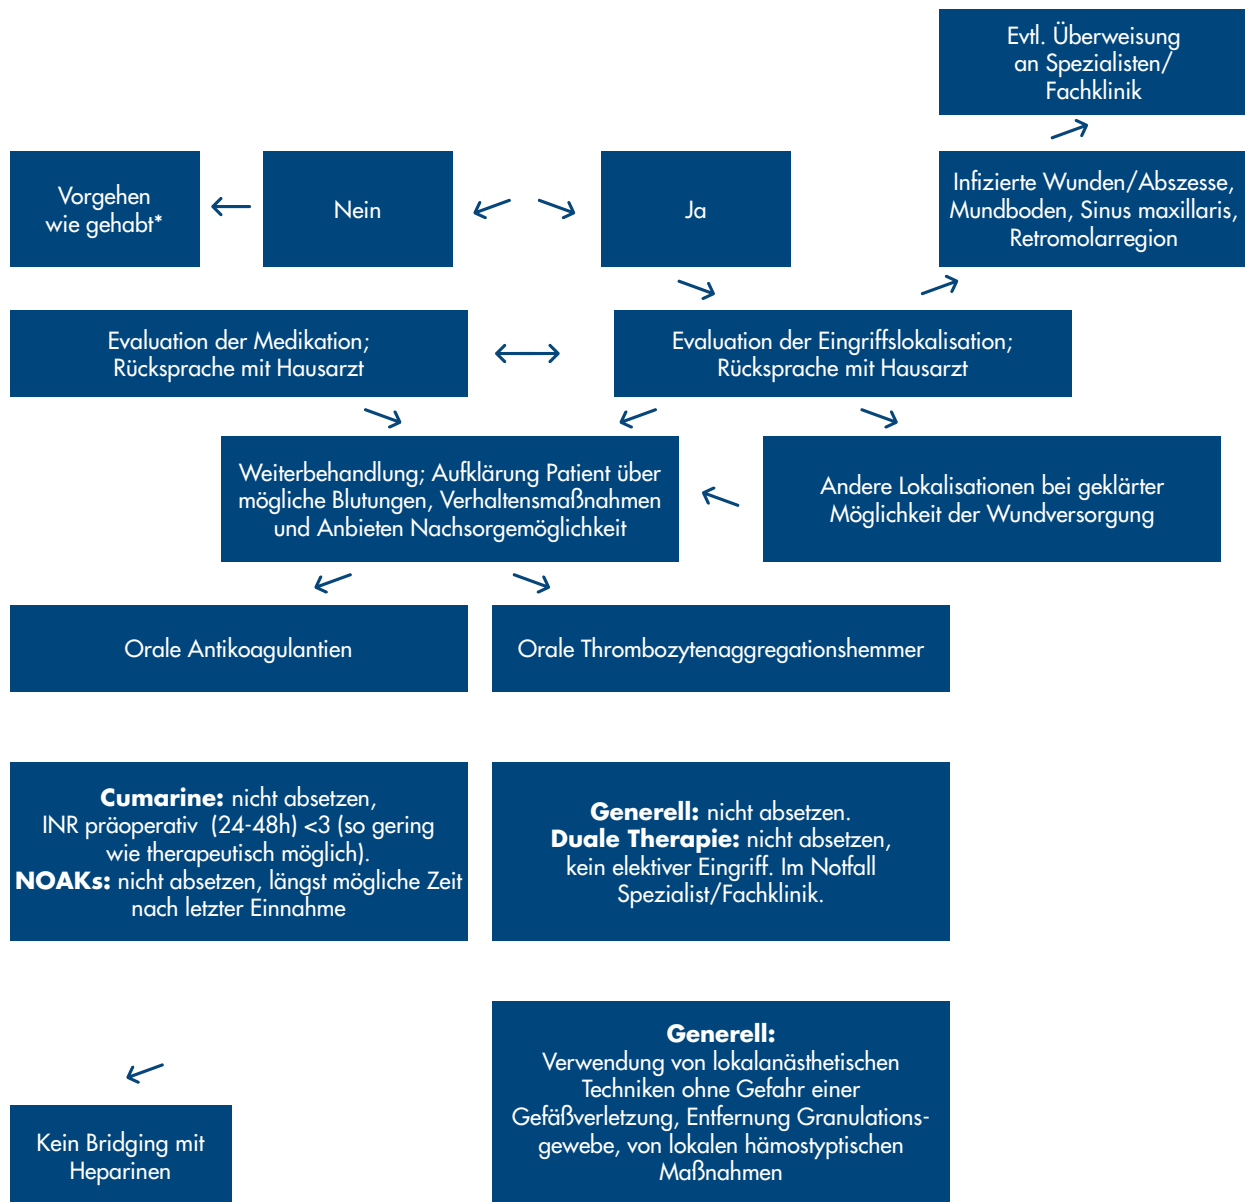 Evtl. Überweisung
an Spezialisten/
Fachklinik
Vorgehen
wie gehabt*
Nein
Ja
Infizierte Wunden/Abszesse,
Mundboden, Sinus maxillaris,
Retromolarregion
Evaluation der Medikation;
Rücksprache mit Hausarzt
Evaluation der Eingriffslokalisation;
Rücksprache mit Hausarzt
Weiterbehandlung; Aufklärung Patient über
mögliche Blutungen, Verhaltensmaßnahmen
und Anbieten Nachsorgemöglichkeit
Andere Lokalisationen bei geklärter
Möglichkeit der Wundversorgung
Orale Antikoagulantien
Orale Thrombozytenaggregationshemmer
Cumarine: nicht absetzen,
INR präoperativ (24-48h) <3 (so gering
wie therapeutisch möglich).
NOAKs: nicht absetzen, längst mögliche Zeit
nach letzter Einnahme
Generell: nicht absetzen.
Duale Therapie: nicht absetzen,
kein elektiver Eingriff. Im Notfall
Spezialist/Fachklinik.
Generell:
Verwendung von lokalanästhetischen
Techniken ohne Gefahr einer
Gefäßverletzung, Entfernung Granulations-
gewebe, von lokalen hämostyptischen
Maßnahmen
Kein Bridging mit
Heparinen